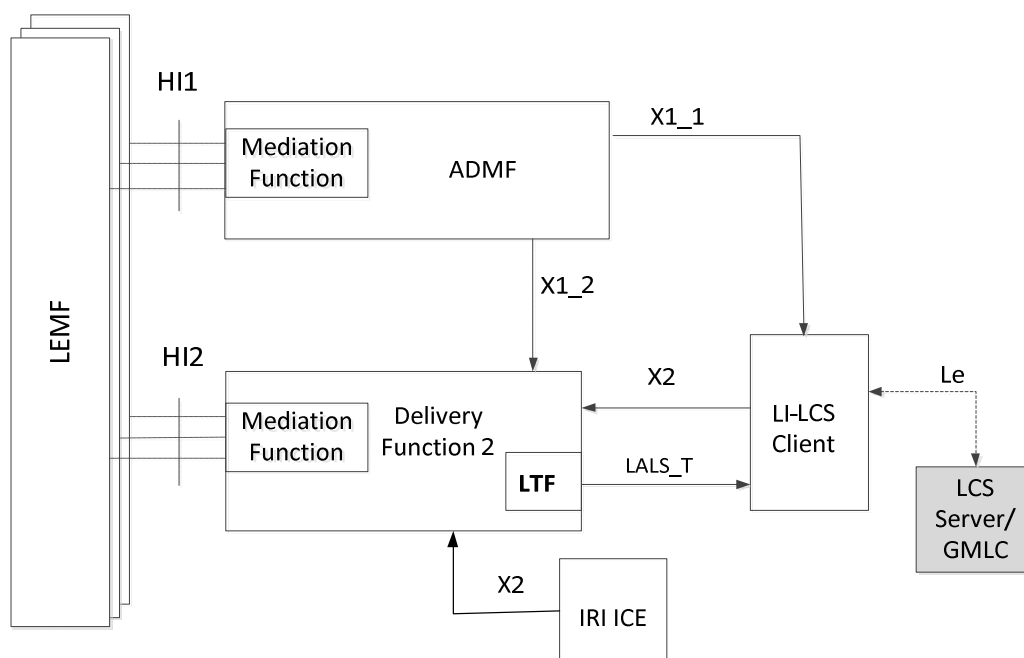 HI1
X1_1
Mediation
Function
ADMF
X1_2
LEMF
HI2
X2
Le
Mediation
Function
Delivery
Function 2
LI-LCS
Client
LTF
LALS_T
LCS
Server/
GMLC
X2
IRI ICE